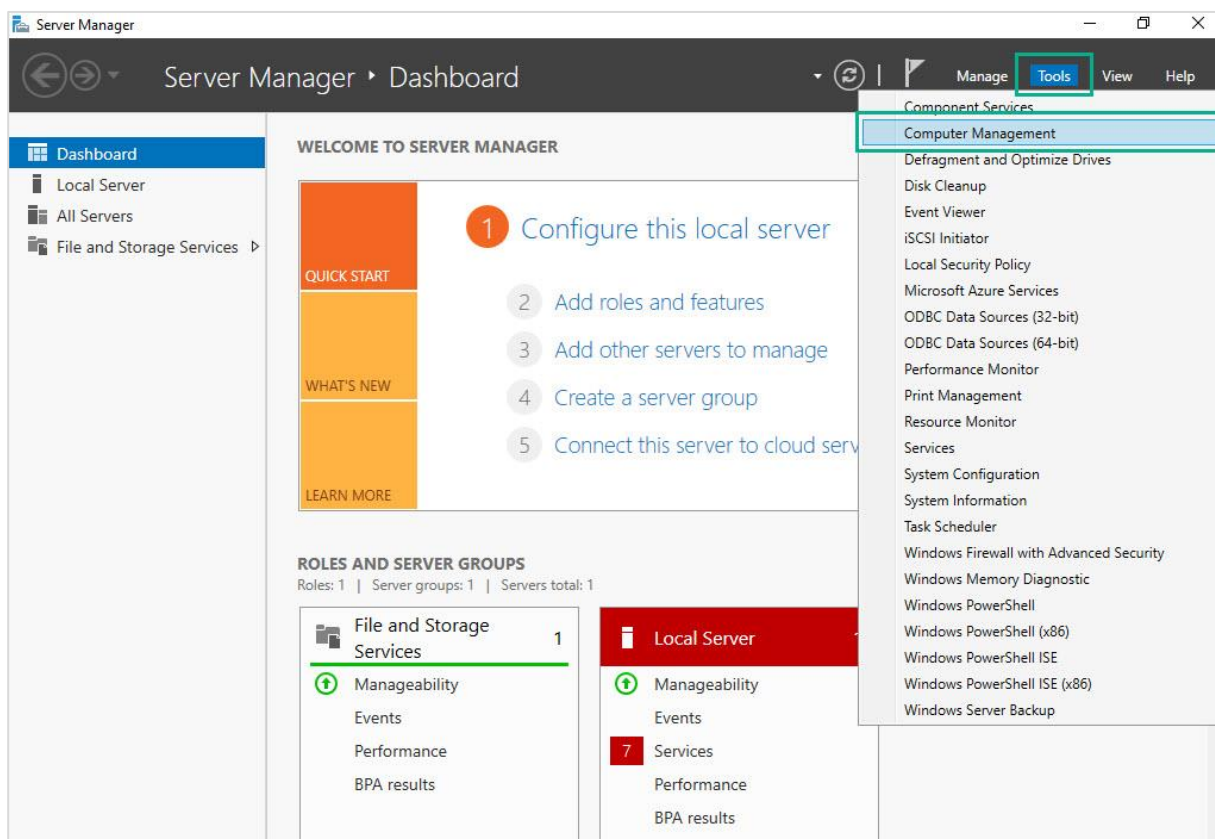 Server Manager
Server Manager ‣ Dashboard
Manage Tools View Help
Dashboard
Local Server
All Servers
File and Storage Services
WELCOME TO SERVER MANAGER
QUICK START
WHAT'S NEW
LEARN MORE
1 Configure this local server
2 Add roles and features
3 Add other servers to manage
4 Create a server group
5 Connect this server to cloud serv
ROLES AND SERVER GROUPS
Roles: 1 | Server groups: 1 | Servers total: 1
File and Storage
Services 1
Manageability
Events
Performance
BPA results
Local Server
Manageability
Events
7 Services
Performance
BPA results
Component Services
Computer Management
Defragment and Optimize Drives
Disk Cleanup
Event Viewer
iSCSI Initiator
Local Security Policy
Microsoft Azure Services
ODBC Data Sources (32-bit)
ODBC Data Sources (64-bit)
Performance Monitor
Print Management
Resource Monitor
Services
System Configuration
System Information
Task Scheduler
Windows Firewall with Advanced Security
Windows Memory Diagnostic
Windows PowerShell
Windows PowerShell (x86)
Windows PowerShell ISE
Windows PowerShell ISE (x86)
Windows Server Backup